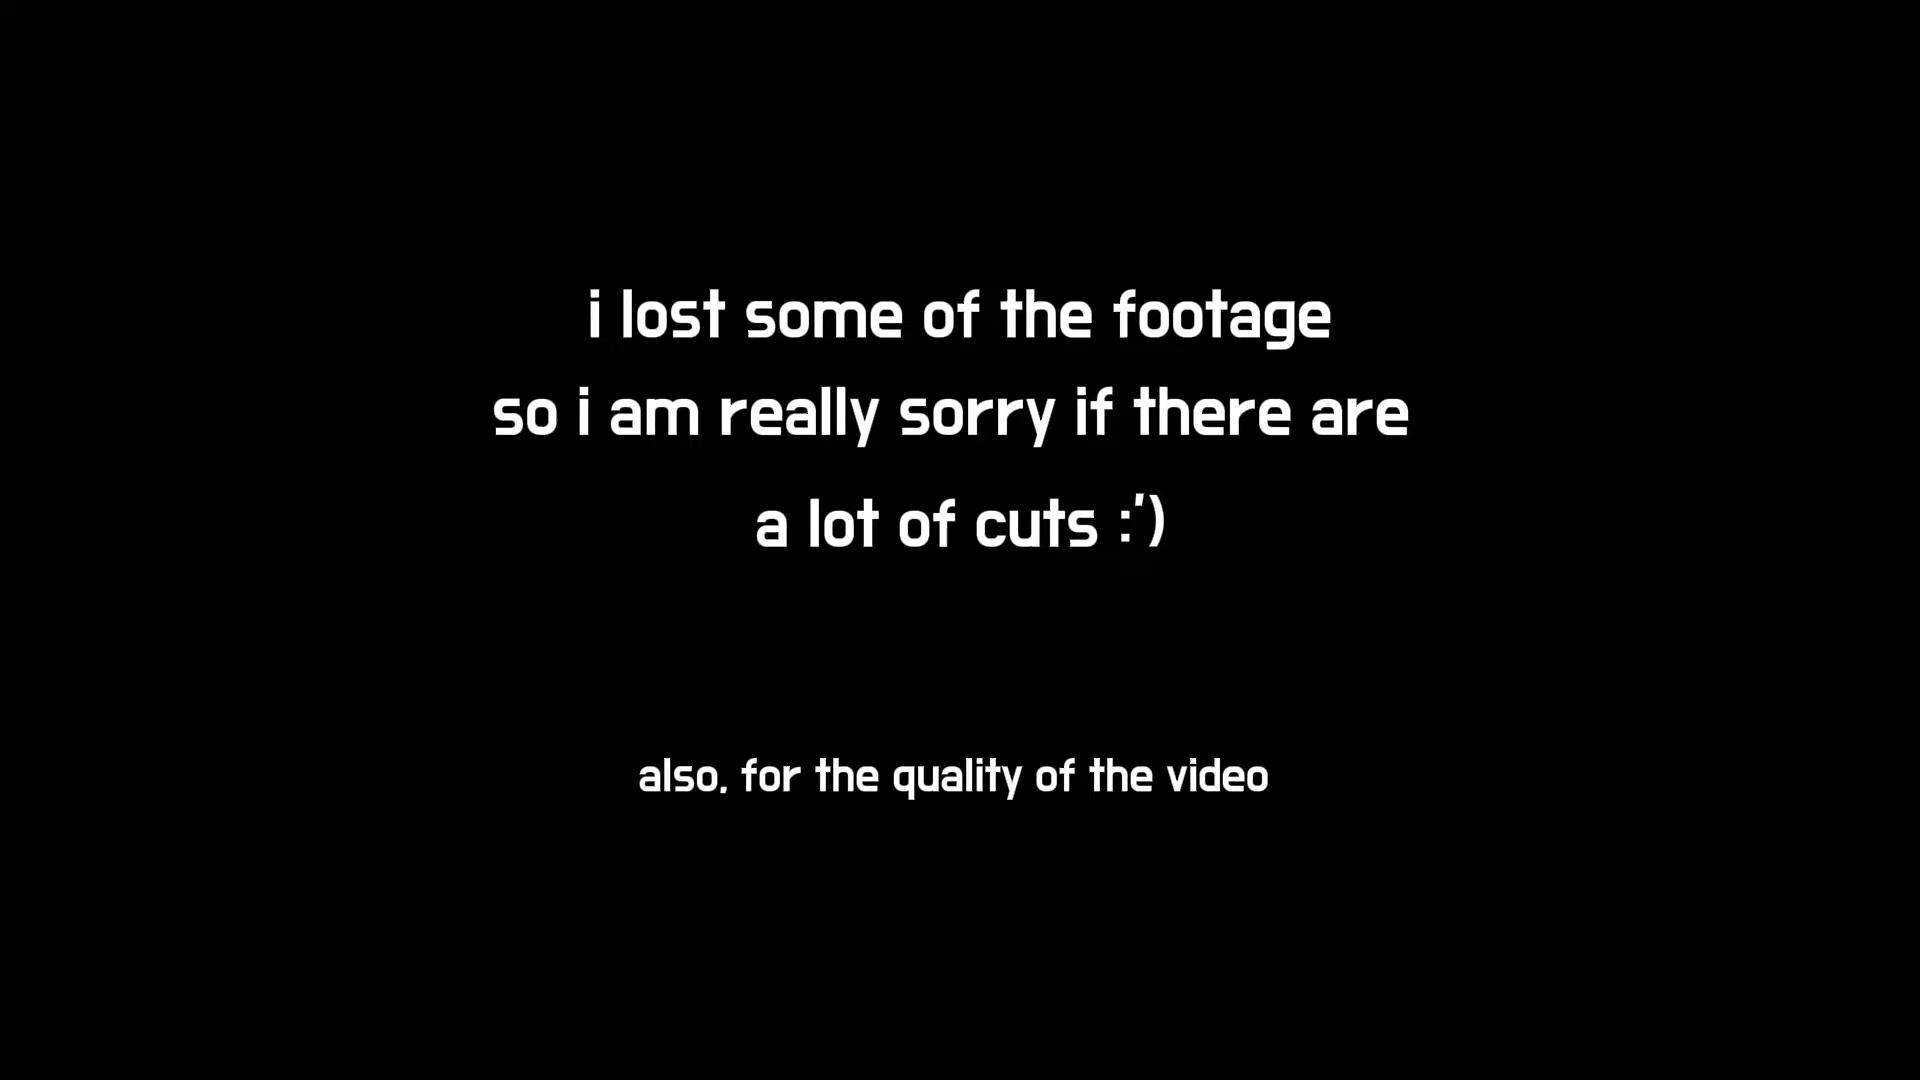 i lost some of the footage
so i am really sorry if there are
a lot of cuts :')
also, for the quality of the video